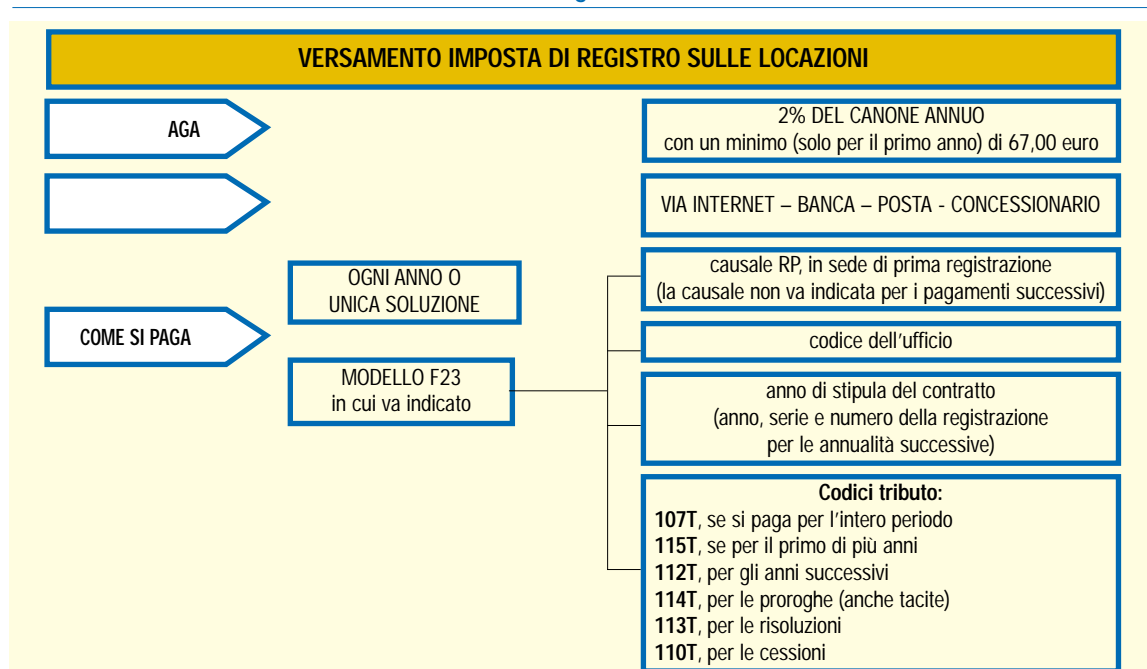 VERSAMENTO IMPOSTA DI REGISTRO SULLE LOCAZIONI
AGA
2% DEL CANONE ANNUO
con un minimo (solo per il primo anno) di 67,00 euro
VIA INTERNET – BANCA – POSTA - CONCESSIONARIO
COME SI PAGA
OGNI ANNO O
UNICA SOLUZIONE
MODELLO F23
in cui va indicato
causale RP, in sede di prima registrazione
(la causale non va indicata per i pagamenti successivi)
codice dell'ufficio
anno di stipula del contratto
(anno, serie e numero della registrazione
per le annualità successive)
Codici tributo:
107T, se si paga per l'intero periodo
115T, se per il primo di più anni
112T, per gli anni successivi
114T, per le proroghe (anche tacite)
113T, per le risoluzioni
110T, per le cessioni